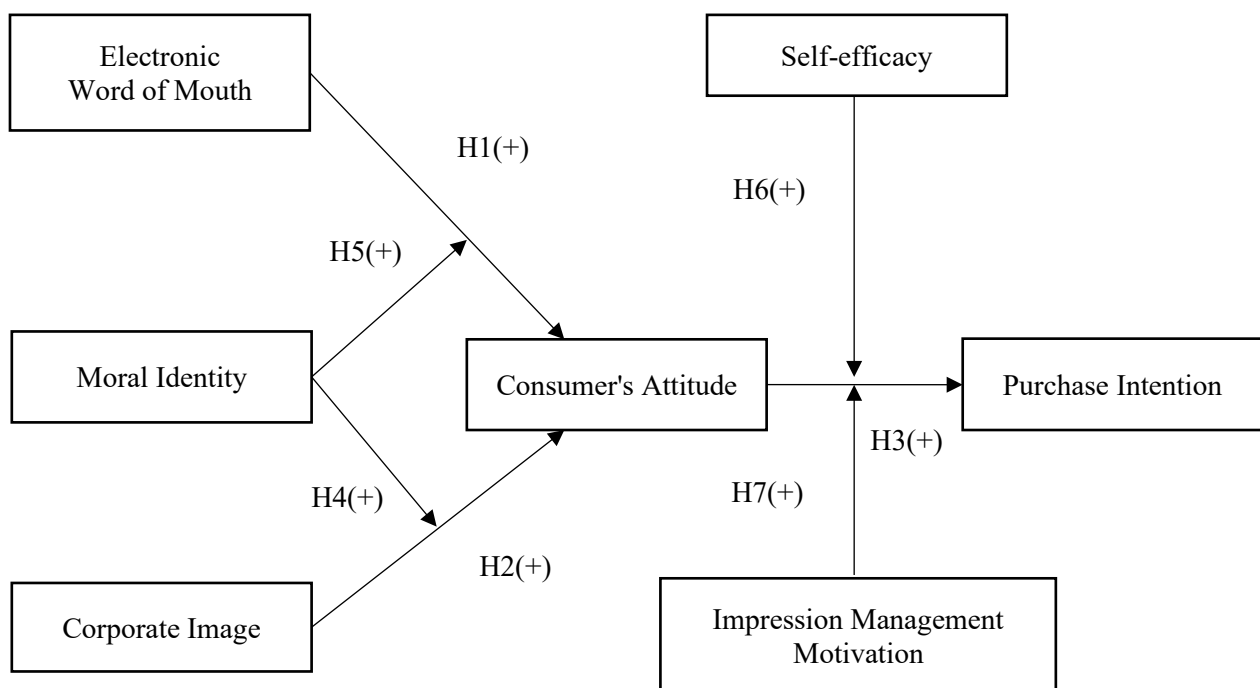 Electronic
Word of Mouth
Self-efficacy
H1(+)
H6(+)
H5(+)
Moral Identity
Consumer's Attitude
Purchase Intention
H3(+)
H4(+)
H7(+)
H2(+)
Corporate Image
Impression Management
Motivation